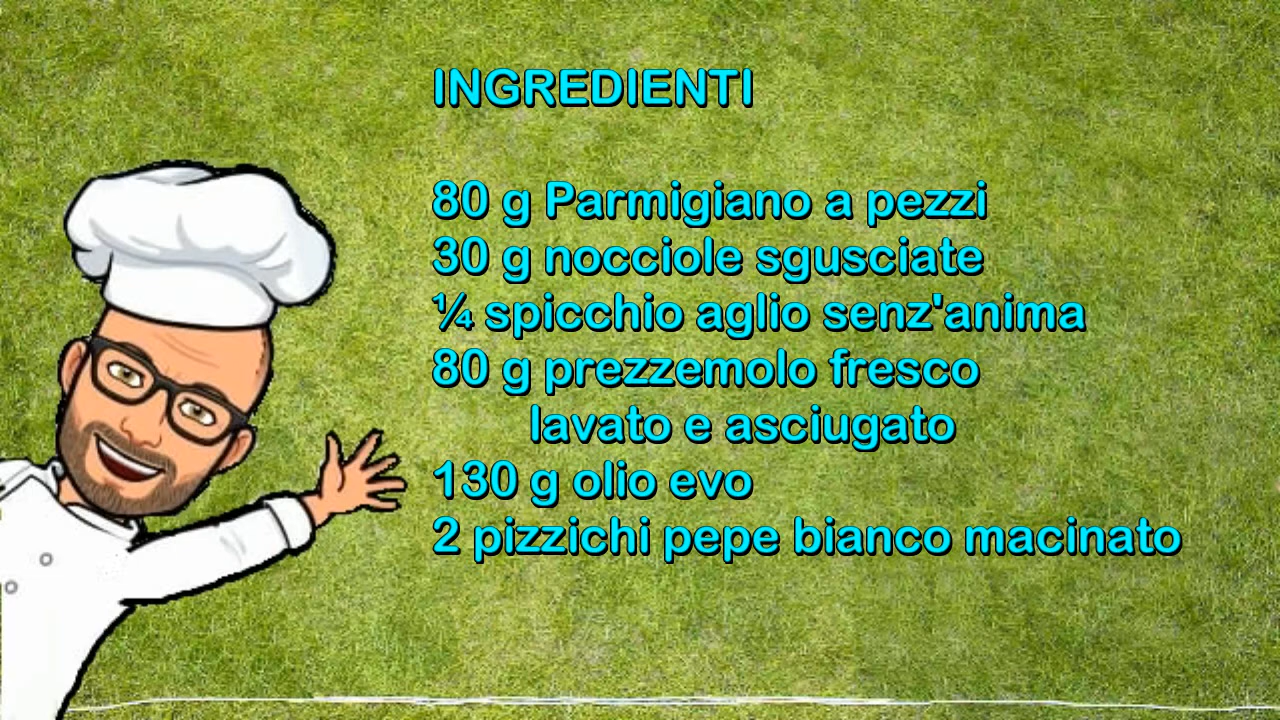 INGREDIENTI
80 g Parmigiano a pezzi
30 g nocciole sgusciate
¼ spicchio aglio senz'anima
80 g prezzemolo fresco
lavato e asciugato
130 g olio evo
2 pizzichi pepe bianco macinato